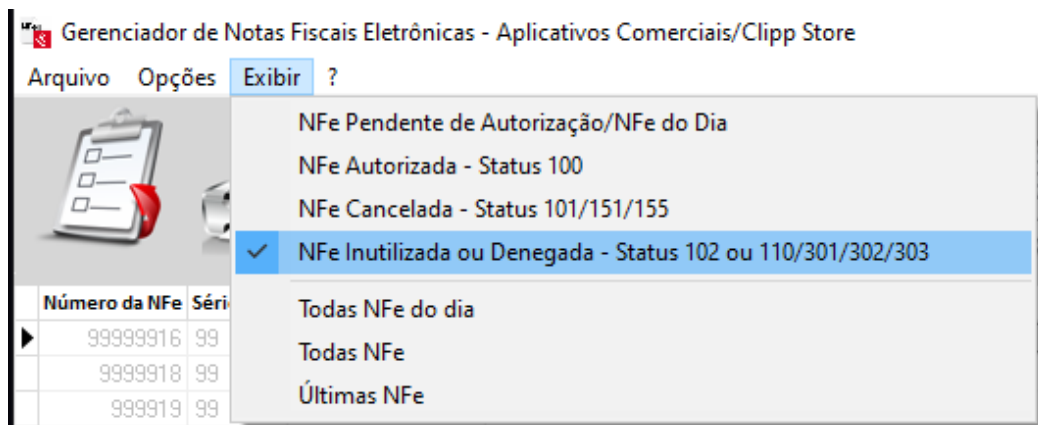 Gerenciador de Notas Fiscais Eletrônicas - Aplicativos Comerciais/Clipp Store
Arquivo Opções Exibir ?
NFe Pendente de Autorização/NFe do Dia
NFe Autorizada - Status 100
NFe Cancelada - Status 101/151/155
NFe Inutilizada ou Denegada - Status 102 ou 110/301/302/303
Todas NFe do dia
Todas NFe
Últimas NFe
Número da NFe Séri
99999916 99
9999918 99
999919 99